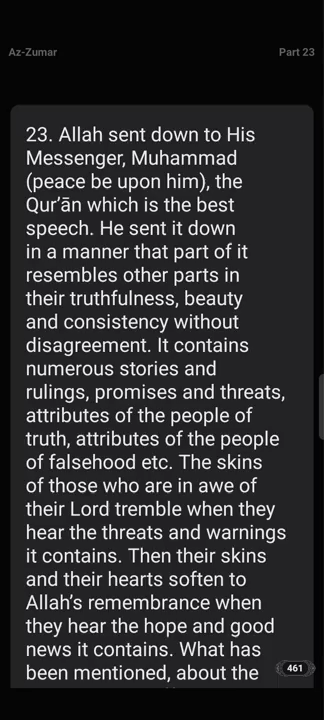 Az-Zumar
Part 23
23. Allah sent down to His
Messenger, Muhammad
(peace be upon him), the
Qur’ān which is the best
speech. He sent it down
in a manner that part of it
resembles other parts in
their truthfulness, beauty
and consistency without
disagreement. It contains
numerous stories and
rulings, promises and threats,
attributes of the people of
truth, attributes of the people
of falsehood etc. The skins
of those who are in awe of
their Lord tremble when they
hear the threats and warnings
it contains. Then their skins
and their hearts soften to
Allah’s remembrance when
they hear the hope and good
news it contains. What has
been mentioned, about the
461